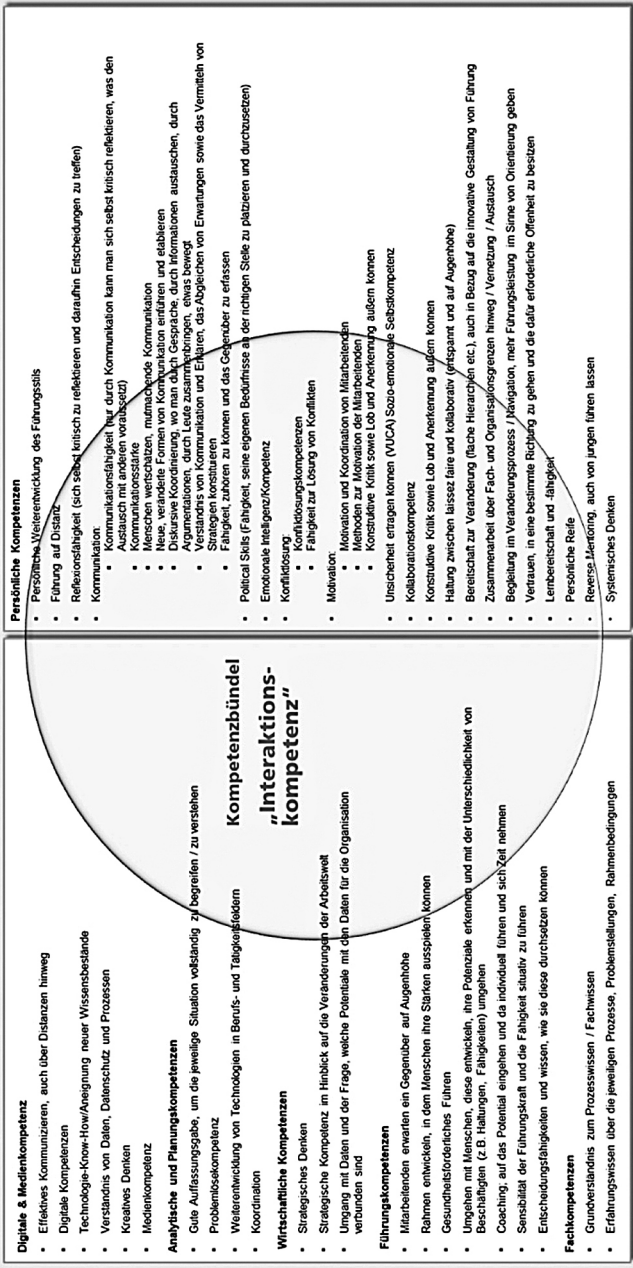 Digitale & Medienkompetenz
• Effektives Kommunizieren, auch über Distanzen hinweg
• Digitale Kompetenzen
• Technologie-Know-How/Aneignung neuer Wissensbestände
• Verständnis von Daten, Datenschutz und Prozessen
• Kreatives Denken
• Medienkompetenz
Analytische und Planungskompetenzen
• Gute Auffassungsgabe, um die jeweilige Situation vollständig zu begreifen / zu verstehen
• Problemlösekompetenz
• Weiterentwicklung von Technologien in Berufs- und Tätigkeitsfeldern
• Koordination
Wirtschaftliche Kompetenzen
• Strategisches Denken
• Strategische Kompetenz im Hinblick auf die Veränderungen der Arbeitswelt
• Umgang mit Daten und der Frage, welche Potentiale mit den Daten für die Organisation
verbunden sind
Führungskompetenzen
• Mitarbeitenden erwarten ein Gegenüber auf Augenhöhe
• Rahmen entwickeln, in dem Menschen ihre Stärken ausspielen können
• Gesundheitsförderliches Führen
• Umgehen mit Menschen, diese entwickeln, ihre Potenziale erkennen und mit der Unterschiedlichkeit von
Beschäftigten (z.B. Haltungen, Fähigkeiten) umgehen
• Coaching, auf das Potential eingehen und da individuell führen und sich Zeit nehmen
• Sensibilität der Führungskraft und die Fähigkeit situativ zu führen
• Entscheidungsfähigkeiten und wissen, wie sie diese durchsetzen können
Fachkompetenzen
• Grundverständnis zum Prozesswissen / Fachwissen
• Erfahrungswissen über die jeweiligen Prozesse, Problemstellungen, Rahmenbedingungen
Kompetenzbündel
„Interaktions-
kompetenz“
Persönliche Kompetenzen
• Persönliche Weiterentwicklung des Führungsstils
• Führung auf Distanz
• Reflexionsfähigkeit (sich selbst kritisch zu reflektieren und daraufhin Entscheidungen zu treffen)
• Kommunikation:
• Kommunikationsfähigkeit (nur durch Kommunikation kann man sich selbst kritisch reflektieren, was den
Austausch mit anderen voraussetzt)
• Kommunikationsstärke
• Menschen wertschätzen, mutmachende Kommunikation
• Neue, veränderte Formen von Kommunikation einführen und etablieren
• Diskursive Koordinierung, wo man durch Gespräche, durch Informationen austauschen, durch
Argumentationen, durch Leute zusammenbringen, etwas bewegt
• Verständnis von Kommunikation und Erklären, das Abgleichen von Erwartungen sowie das Vermitteln von
Strategien konstituieren
• Fähigkeit, zuhören zu können und das Gegenüber zu erfassen
• Political Skills (Fähigkeit, seine eigenen Bedürfnisse an der richtigen Stelle zu platzieren und durchzusetzen)
• Emotionale Intelligenz/Kompetenz
• Konfliktlösung:
• Konfliktlösungskompetenzen
• Fähigkeit zur Lösung von Konflikten
• Motivation:
• Motivation und Koordination von Mitarbeitenden
• Methoden zur Motivation der Mitarbeitenden
• Konstruktive Kritik sowie Lob und Anerkennung äußern können
• Unsicherheit ertragen können (VUCA) Sozio-emotionale Selbstkompetenz
• Kollaborationskompetenz
• Konstruktive Kritik sowie Lob und Anerkennung äußern können
• Haltung zwischen laissez faire und kollaborativ (entspannt und auf Augenhöhe)
• Bereitschaft zur Veränderung (flache Hierarchien etc.), auch in Bezug auf die innovative Gestaltung von Führung
• Zusammenarbeit über Fach- und Organisationsgrenzen hinweg / Vernetzung / Austausch
• Begleitung im Veränderungsprozess / Navigation, mehr Führungsleistung im Sinne von Orientierung geben
• Vertrauen, in eine bestimmte Richtung zu gehen und die dafür erforderliche Offenheit zu besitzen
• Lernbereitschaft und -fähigkeit
• Persönliche Reife
• Reverse Mentoring, auch von jungen führen lassen
• Systemisches Denken